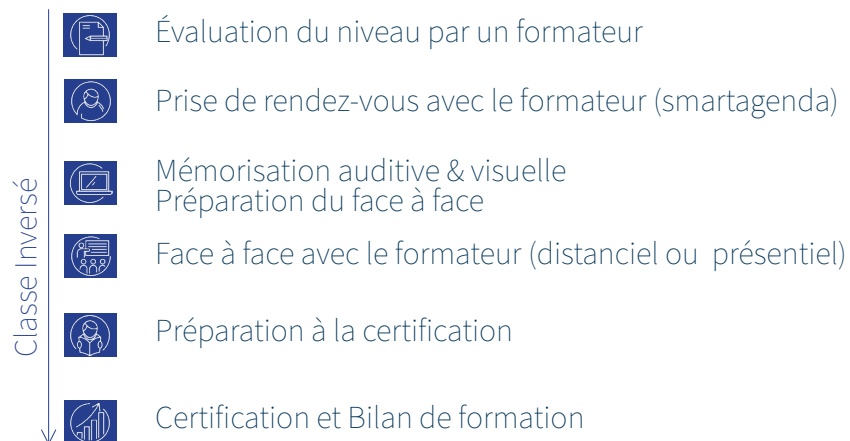 Évaluation du niveau par un formateur
Prise de rendez-vous avec le formateur (smartagenda)
Mémorisation auditive & visuelle
Préparation du face à face
Face à face avec le formateur (distanciel ou présentiel)
Préparation à la certification
Certification et Bilan de formation
Classe Inversé